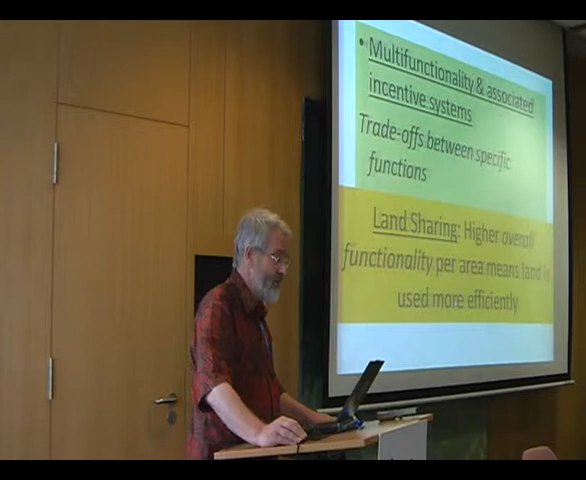 • Multifunctionality & associated
incentive systems
Trade-offs between specific
functions
Land Sharing: Higher overall
functionality per area means land is
used more efficiently